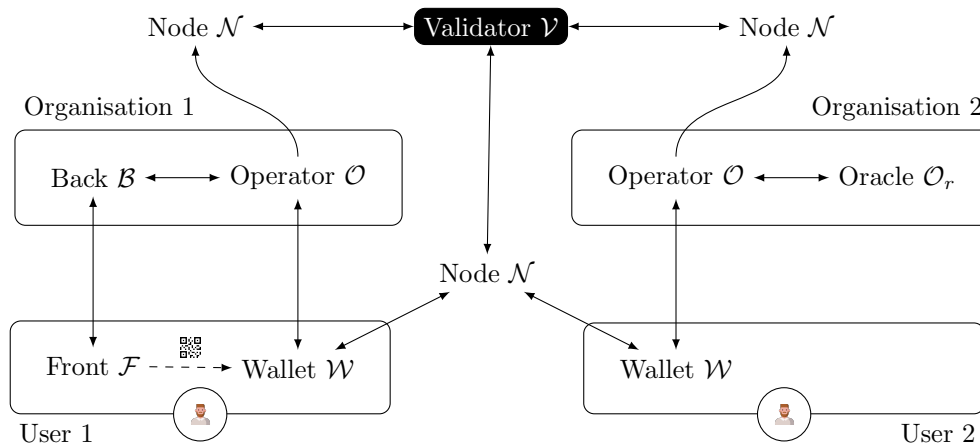 Node 𝒩
Validator 𝒱
Node 𝒩
Organisation 1
Organisation 2
Back ℬ
Operator 𝒪
Operator 𝒪
Oracle 𝒪ᵣ
Node 𝒩
Front ℱ
Wallet 𝒲
Wallet 𝒲
User 1
User 2